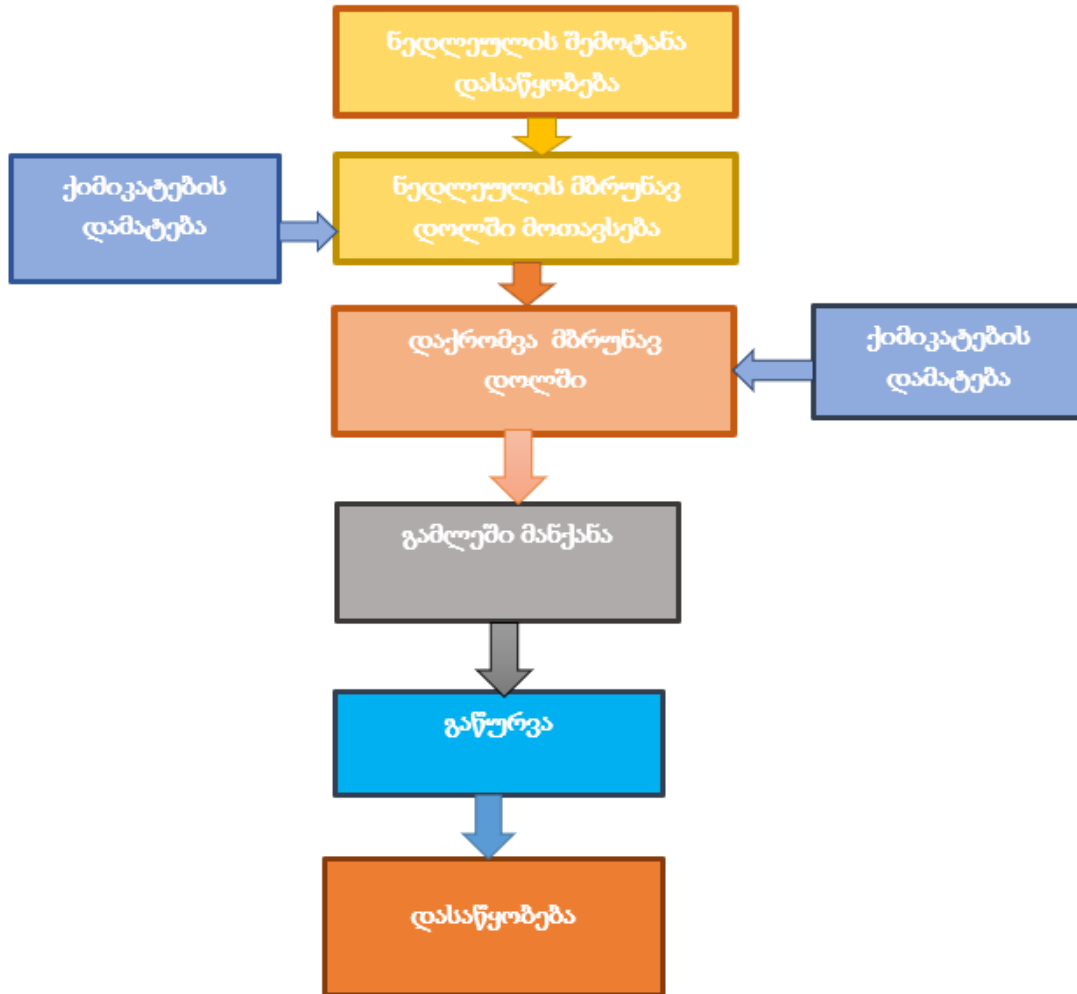 ნედლეულის შემოტანა
დასაწყობება
ქიმიკატების
დამატება
ნედლეულის მბრუნავ
დოლში მოთავსება
დაქრომვა მბრუნავ
დოლში
ქიმიკატების
დამატება
გამლეში მანქანა
გაწურვა
დასაწყობება